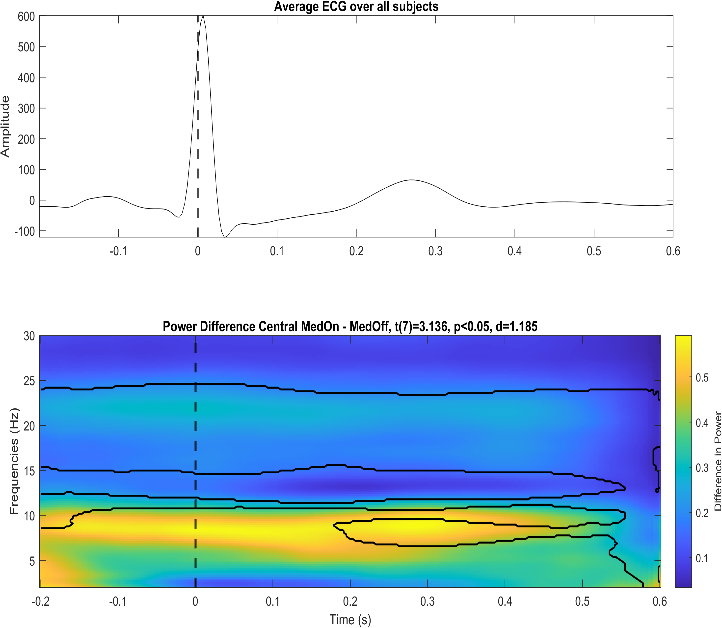 Average ECG over all subjects
600
500
400
300
200
100
0
-100
Amplitude
-0.1 0 0.1 0.2 0.3 0.4 0.5 0.6
Power Difference Central MedOn - MedOff, t(7)=3.136, p<0.05, d=1.185
30
25
20
15
10
5
Frequencies (Hz)
-0.2 -0.1 0 0.1 0.2 0.3 0.4 0.5 0.6
Time (s)
0.5
0.4
0.3
0.2
0.1
Difference in Power